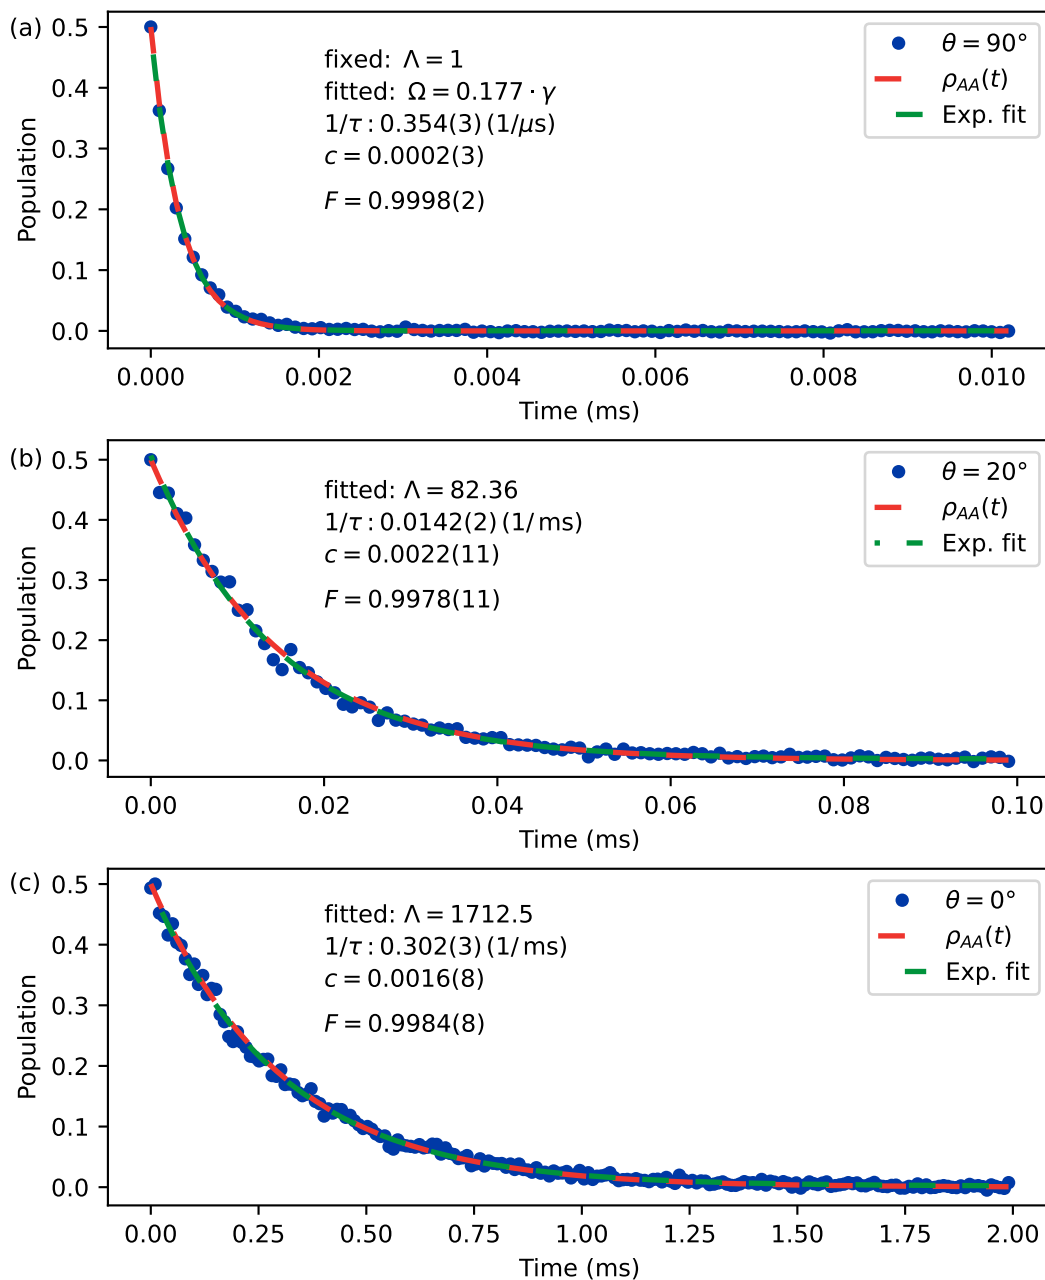 (a)
Population
0.5
0.4
0.3
0.2
0.1
0.0
fixed: Λ = 1
fitted: Ω = 0.177 · γ
1/τ : 0.354(3) (1/μs)
c = 0.0002(3)
F = 0.9998(2)
θ = 90°
ρ_AA(t)
Exp. fit
0.000 0.002 0.004 0.006 0.008 0.010
Time (ms)
(b)
Population
0.5
0.4
0.3
0.2
0.1
0.0
fitted: Λ = 82.36
1/τ : 0.0142(2) (1/ ms)
c = 0.0022(11)
F = 0.9978(11)
θ = 20°
ρ_AA(t)
Exp. fit
0.00 0.02 0.04 0.06 0.08 0.10
Time (ms)
(c)
Population
0.5
0.4
0.3
0.2
0.1
0.0
fitted: Λ = 1712.5
1/τ : 0.302(3) (1/ ms)
c = 0.0016(8)
F = 0.9984(8)
θ = 0°
ρ_AA(t)
Exp. fit
0.00 0.25 0.50 0.75 1.00 1.25 1.50 1.75 2.00
Time (ms)